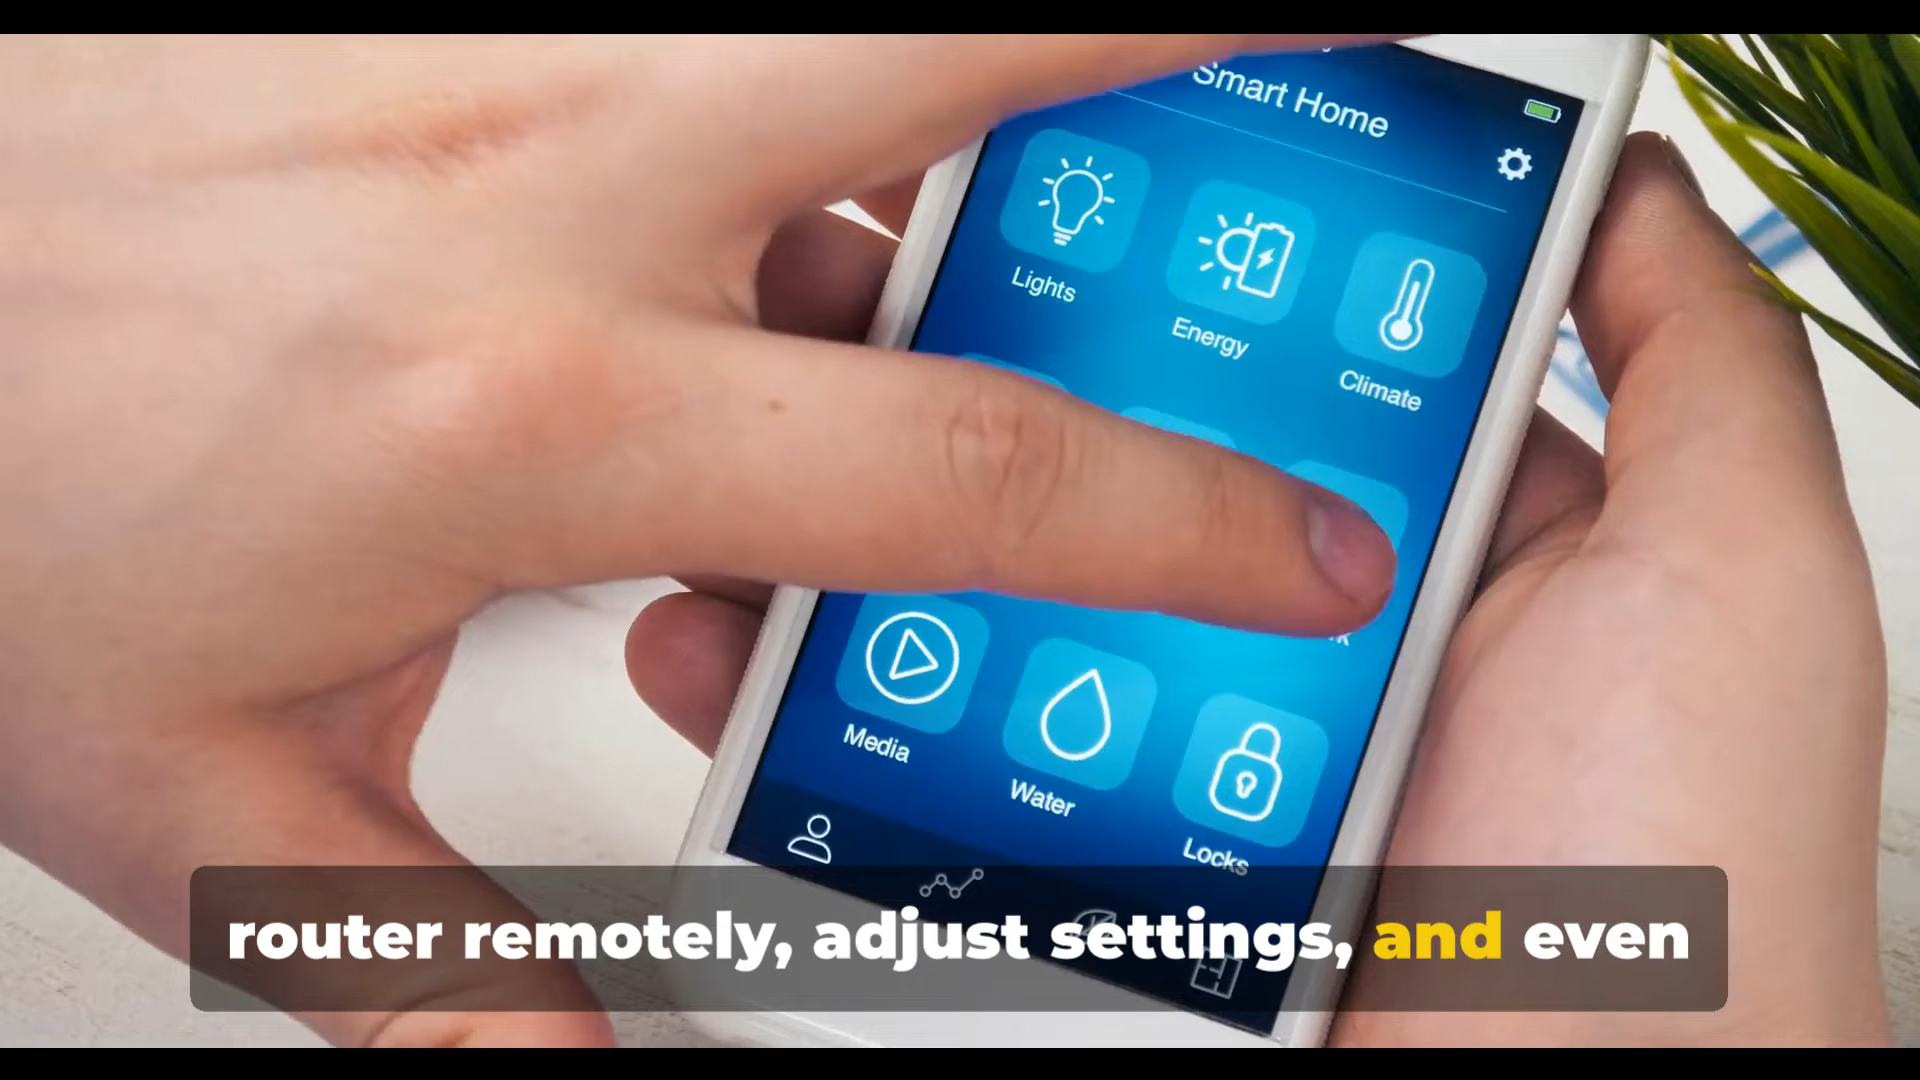 Smart Home
Lights
Energy
Climate
Media
Water
Locks
router remotely, adjust settings, and even